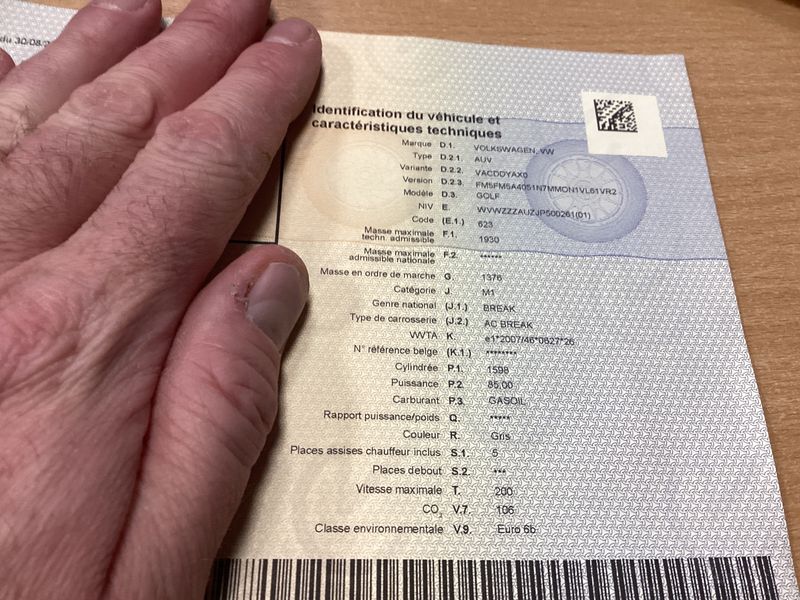 du 30/08/
Identification du véhicule et
caractéristiques techniques
Marque D.1. VOLKSWAGEN, VW
Type D.2.1. AUV
Variante D.2.2. VACDDYAX0
Version D.2.3. FM5FM5A4051N7MMON1VL61VR2
Modèle D.3. GOLF
NIV E. WVWZZZAUZJP500261(01)
Code (E.1.) 623
Masse maximale
techn. admissible F.1. 1930
Masse maximale
admissible nationale F.2. ******
Masse en ordre de marche G. 1376
Catégorie J. M1
Genre national (J.1.) BREAK
Type de carrosserie (J.2.) AC BREAK
WVTA K. e1*2007/46*0627*26
N° référence belge (K.1.) ********
Cylindrée P.1. 1598
Puissance P.2. 85,00
Carburant P.3. GASOIL
Rapport puissance/poids Q. *****
Couleur R. Gris
Places assises chauffeur inclus S.1. 5
Places debout S.2. ***
Vitesse maximale T. 200
CO₂ V.7. 106
Classe environnementale V.9. Euro 6b